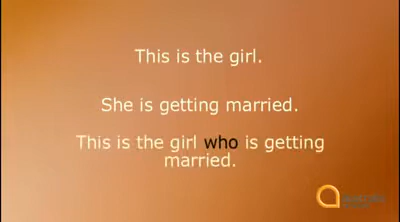 This is the girl.
She is getting married.
This is the girl who is getting
married.